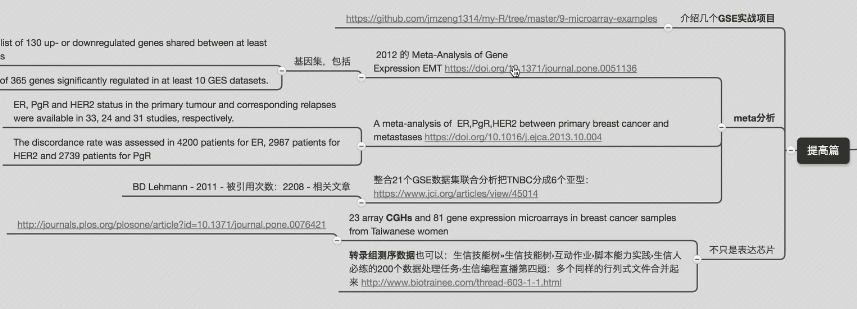 https://github.com/jmzeng1314/my-R/tree/master/9-microarray-examples
介绍几个GSE实战项目
list of 130 up- or downregulated genes shared between at least
s
of 365 genes significantly regulated in at least 10 GES datasets.
基因集，包括
2012 的 Meta-Analysis of Gene
Expression EMT https://doi.org/10.1371/journal.pone.0051136
ER, PgR and HER2 status in the primary tumour and corresponding relapses
were available in 33, 24 and 31 studies, respectively.
The discordance rate was assessed in 4200 patients for ER, 2987 patients for
HER2 and 2739 patients for PgR
A meta-analysis of ER,PgR,HER2 between primary breast cancer and
metastases https://doi.org/10.1016/j.ejca.2013.10.004
meta分析
提高篇
BD Lehmann - 2011 - 被引用次数：2208 - 相关文章
整合21个GSE数据集联合分析把TNBC分成6个亚型：
https://www.jci.org/articles/view/45014
http://journals.plos.org/plosone/article?id=10.1371/journal.pone.0076421
23 array CGHs and 81 gene expression microarrays in breast cancer samples
from Taiwanese women
不只是表达芯片
转录组测序数据也可以：生信技能树»生信技能树›互动作业›脚本能力实践›生信人
必练的200个数据处理任务›生信编程直播第四题：多个同样的行列式文件合并起
来 http://www.biotrainee.com/thread-603-1-1.html